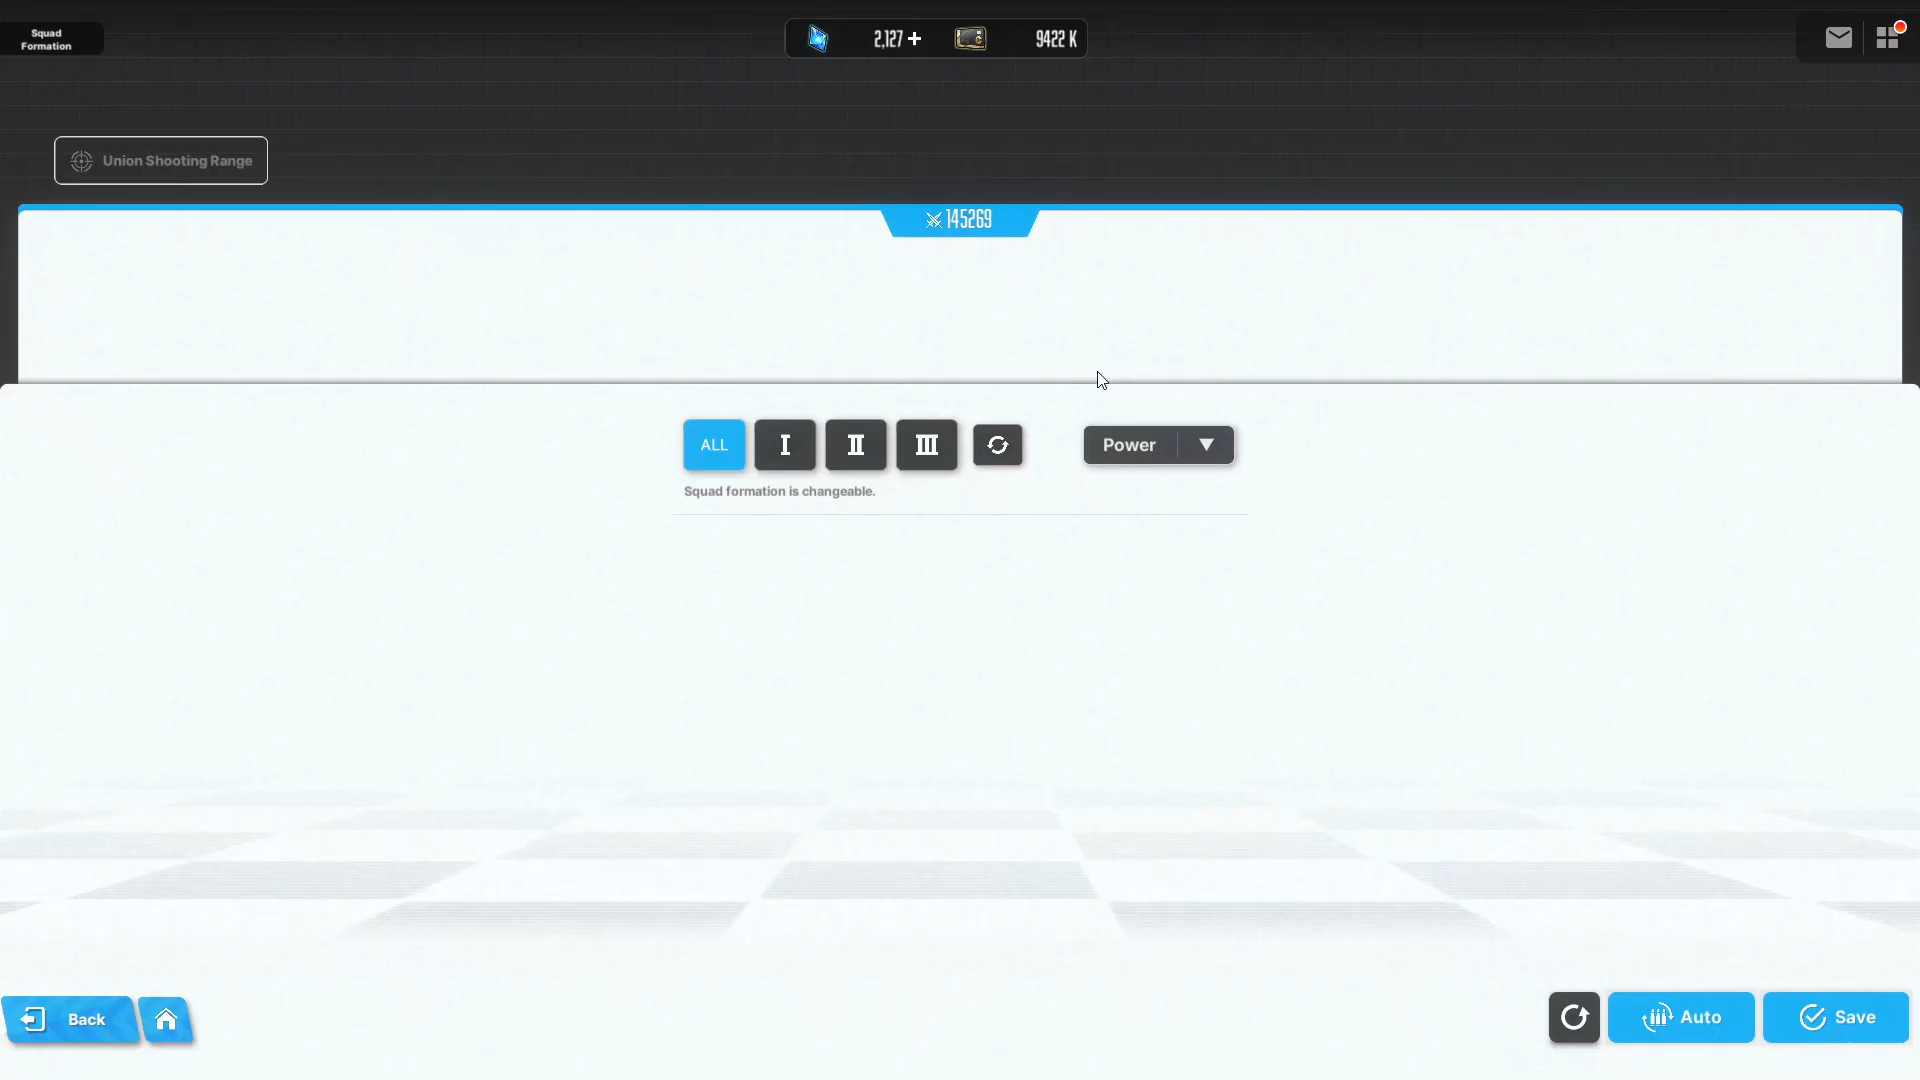 Squad
Formation
2,127
9422 K
Union Shooting Range
145269
ALL
I
II
III
Power
Squad formation is changeable.
Back
Auto
Save